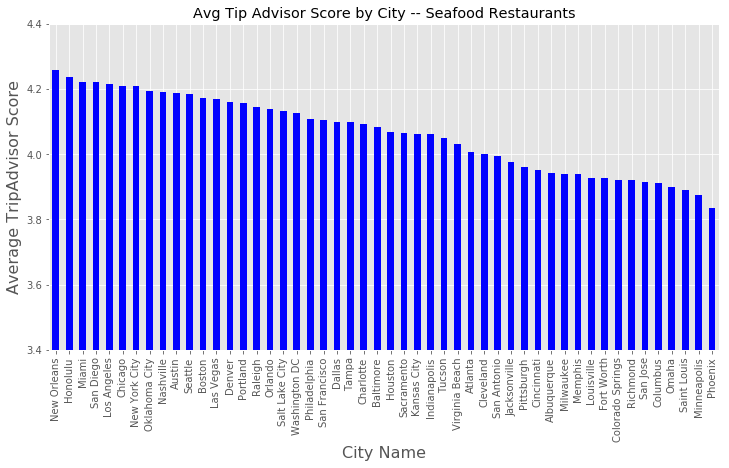 Avg Tip Advisor Score by City -- Seafood Restaurants
Average TripAdvisor Score
4.4
4.2
4.0
3.8
3.6
3.4
New Orleans
Honolulu
Miami
San Diego
Los Angeles
Chicago
New York City
Oklahoma City
Nashville
Austin
Seattle
Boston
Las Vegas
Denver
Portland
Raleigh
Orlando
Salt Lake City
Washington DC
Philadelphia
San Francisco
Dallas
Tampa
Charlotte
Baltimore
Houston
Sacramento
Kansas City
Indianapolis
Tucson
Virginia Beach
Atlanta
Cleveland
San Antonio
Jacksonville
Pittsburgh
Cincinnati
Albuquerque
Milwaukee
Memphis
Louisville
Fort Worth
Colorado Springs
Richmond
San Jose
Columbus
Omaha
Saint Louis
Minneapolis
Phoenix
City Name